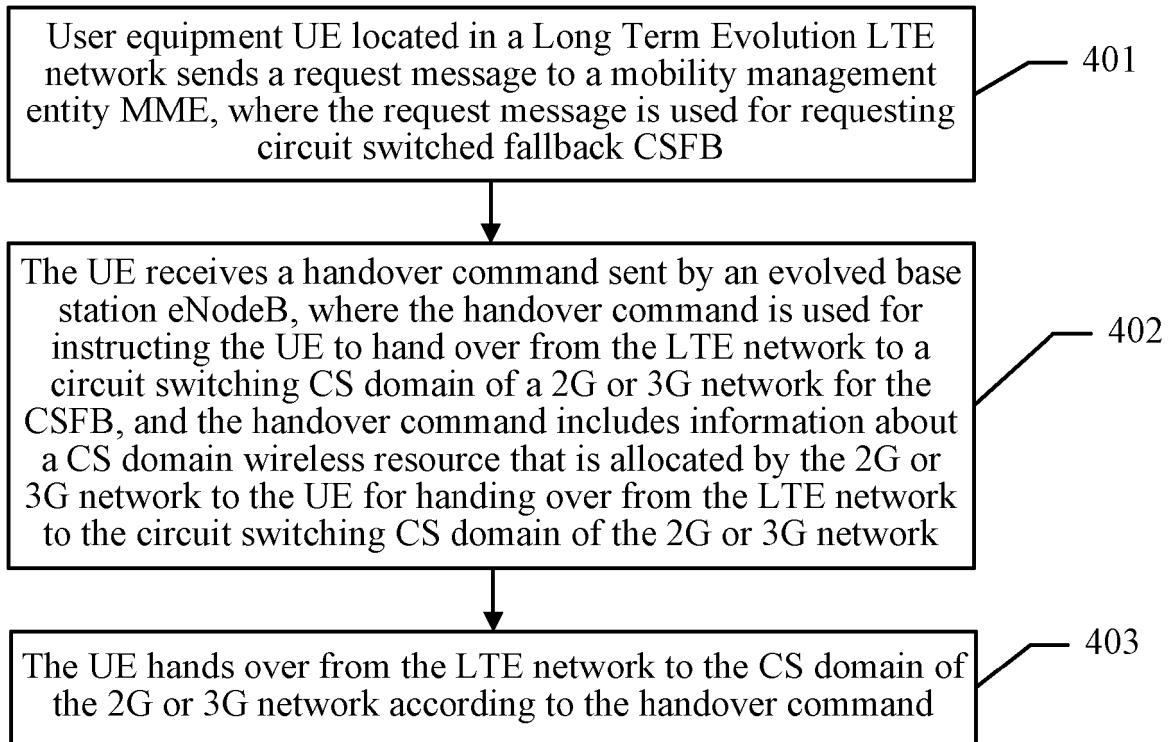 User equipment UE located in a Long Term Evolution LTE
network sends a request message to a mobility management
entity MME, where the request message is used for requesting
circuit switched fallback CSFB
401
The UE receives a handover command sent by an evolved base
station eNodeB, where the handover command is used for
instructing the UE to hand over from the LTE network to a
circuit switching CS domain of a 2G or 3G network for the
CSFB, and the handover command includes information about
a CS domain wireless resource that is allocated by the 2G or
3G network to the UE for handing over from the LTE network
to the circuit switching CS domain of the 2G or 3G network
402
The UE hands over from the LTE network to the CS domain of
the 2G or 3G network according to the handover command
403